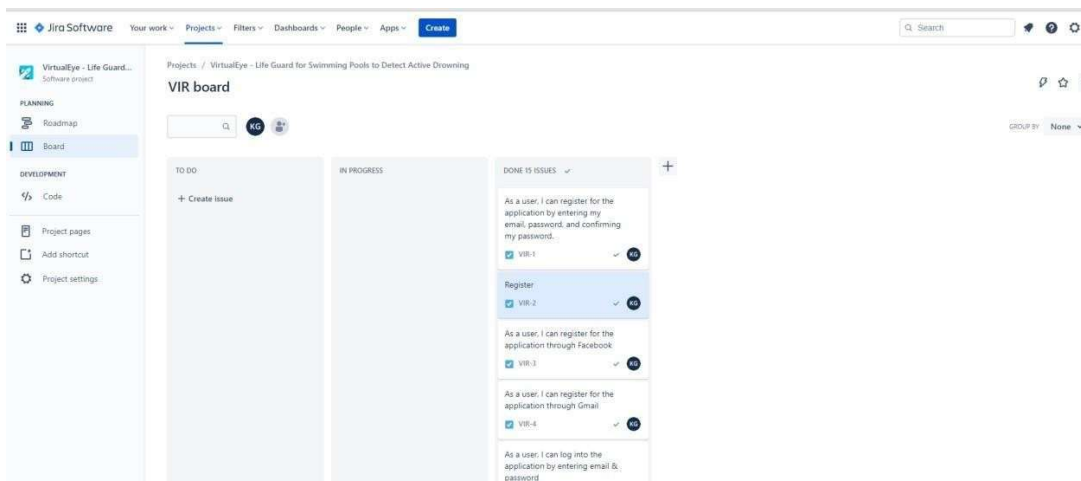 Jira Software Your work Projects Filters Dashboards People Apps Create Search
VirtualEye - Life Guard...
Software project
PLANNING
Roadmap
Board
DEVELOPMENT
Code
Project pages
Add shortcut
Project settings
Projects / VirtualEye - Life Guard for Swimming Pools to Detect Active Drowning
VIR board
KG
GROUP BY None
TO DO
+ Create issue
IN PROGRESS
DONE 15 ISSUES
As a user, I can register for the
application by entering my
email, password, and confirming
my password.
VIR-1 KG
Register
VIR-2 KG
As a user, I can register for the
application through Facebook
VIR-3 KG
As a user, I can register for the
application through Gmail
VIR-4 KG
As a user, I can log into the
application by entering email &
password